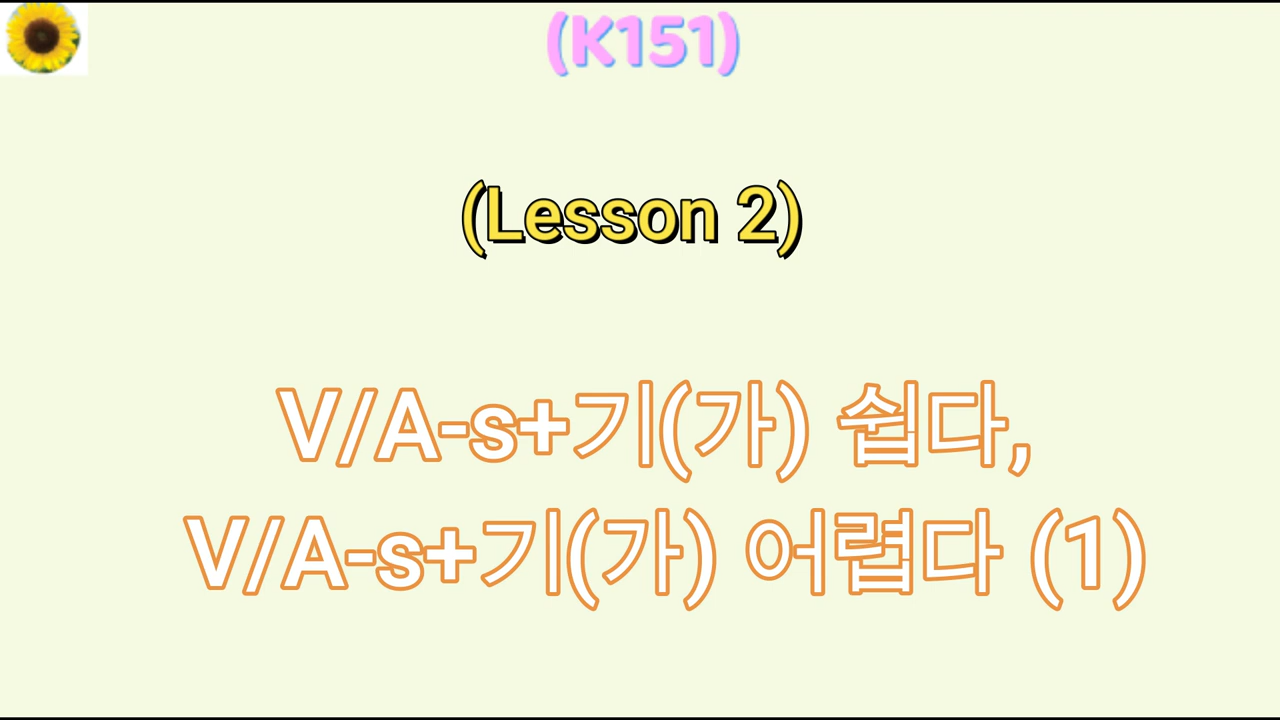 (K151)
(Lesson 2)
V/A-s+기(가) 쉽다,
V/A-s+기(가) 어렵다 (1)